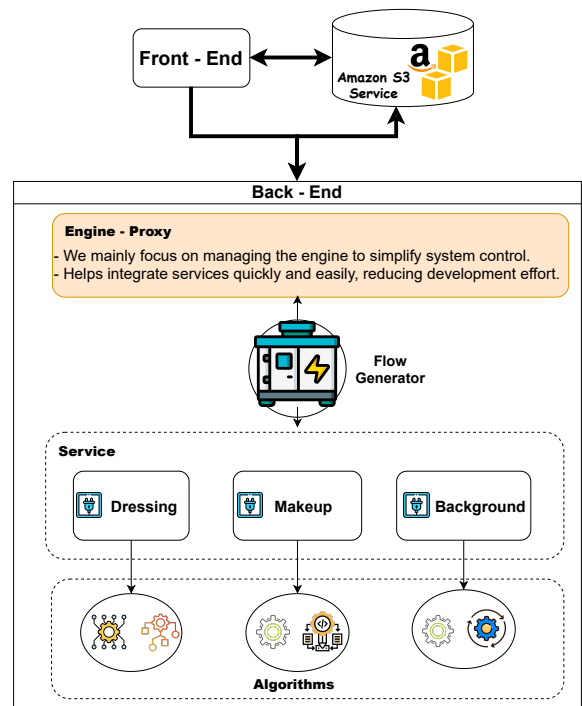 Front - End
a
Amazon S3
Service
Back - End
Engine - Proxy
- We mainly focus on managing the engine to simplify system control.
- Helps integrate services quickly and easily, reducing development effort.
Flow
Generator
Service
Dressing
Makeup
Background
</>
Algorithms